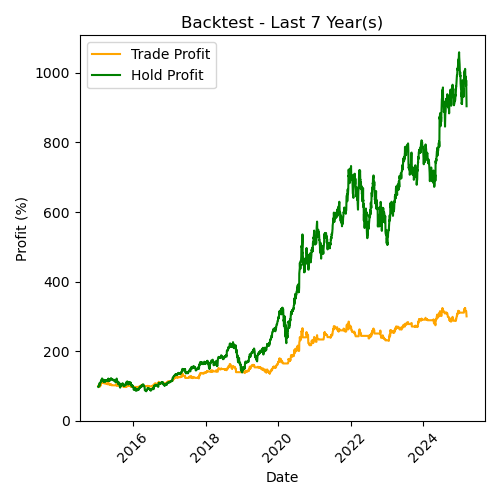 Backtest - Last 7 Year(s)
Trade Profit
Hold Profit
Profit (%)
1000
800
600
400
200
0
2016
2018
2020
2022
2024
Date